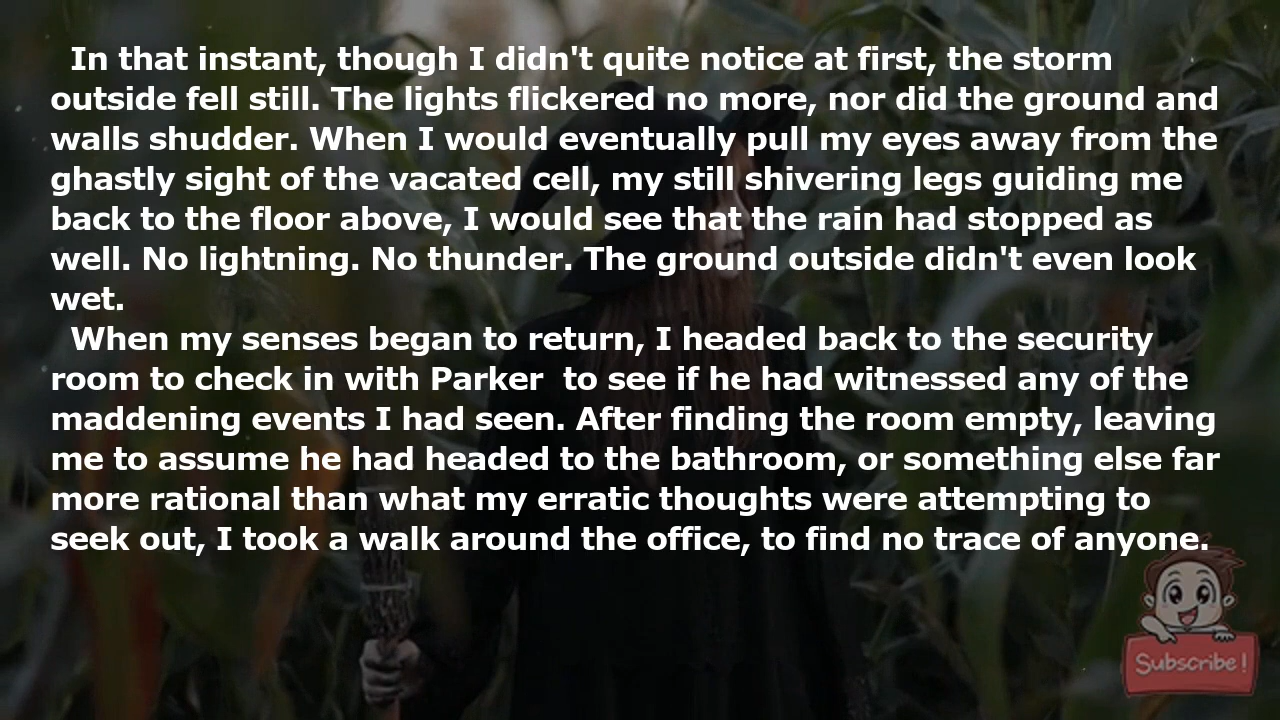 In that instant, though I didn't quite notice at first, the storm
outside fell still. The lights flickered no more, nor did the ground and
walls shudder. When I would eventually pull my eyes away from the
ghastly sight of the vacated cell, my still shivering legs guiding me
back to the floor above, I would see that the rain had stopped as
well. No lightning. No thunder. The ground outside didn't even look
wet.
When my senses began to return, I headed back to the security
room to check in with Parker  to see if he had witnessed any of the
maddening events I had seen. After finding the room empty, leaving
me to assume he had headed to the bathroom, or something else far
more rational than what my erratic thoughts were attempting to
seek out, I took a walk around the office, to find no trace of anyone.
Subscribe!